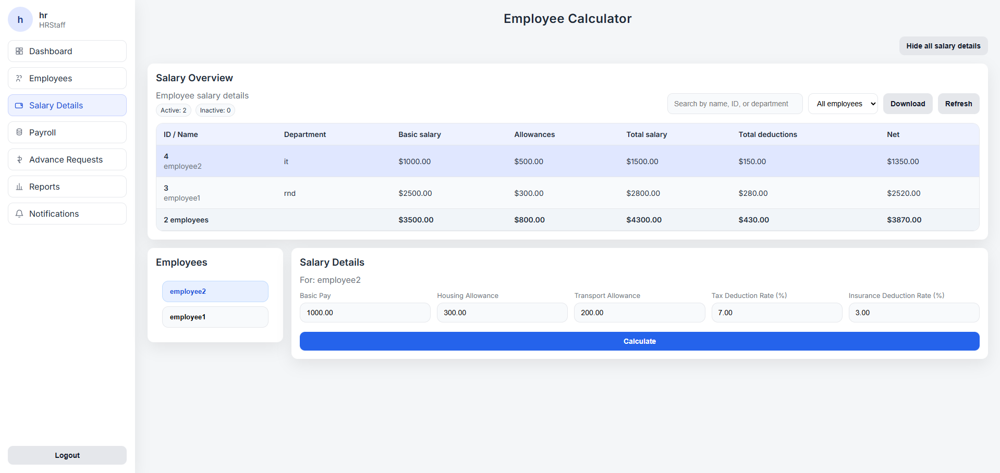 h
hr
HRStaff
Dashboard
Employees
Salary Details
Payroll
Advance Requests
Reports
Notifications
Logout
Employee Calculator
Hide all salary details
Salary Overview
Employee salary details
Active: 2 Inactive: 0
Search by name, ID, or department All employees Download Refresh
ID / Name Department Basic salary Allowances Total salary Total deductions Net
4
employee2 it $1000.00 $500.00 $1500.00 $150.00 $1350.00
3
employee1 rnd $2500.00 $300.00 $2800.00 $280.00 $2520.00
2 employees $3500.00 $800.00 $4300.00 $430.00 $3870.00
Employees
employee2
employee1
Salary Details
For: employee2
Basic Pay Housing Allowance Transport Allowance Tax Deduction Rate (%) Insurance Deduction Rate (%)
1000.00 300.00 200.00 7.00 3.00
Calculate